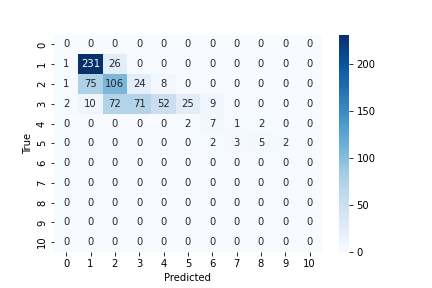 0 0 0 0 0 0 0 0 0 0 0 0
1 1 231 26 0 0 0 0 0 0 0 0
2 1 75 106 24 8 0 0 0 0 0 0
3 2 10 72 71 52 25 9 0 0 0 0
4 0 0 0 0 0 2 7 1 2 0 0
5 0 0 0 0 0 0 2 3 5 2 0
6 0 0 0 0 0 0 0 0 0 0 0
7 0 0 0 0 0 0 0 0 0 0 0
8 0 0 0 0 0 0 0 0 0 0 0
9 0 0 0 0 0 0 0 0 0 0 0
10 0 0 0 0 0 0 0 0 0 0 0
0 1 2 3 4 5 6 7 8 9 10
Predicted
True
200
150
100
50
0